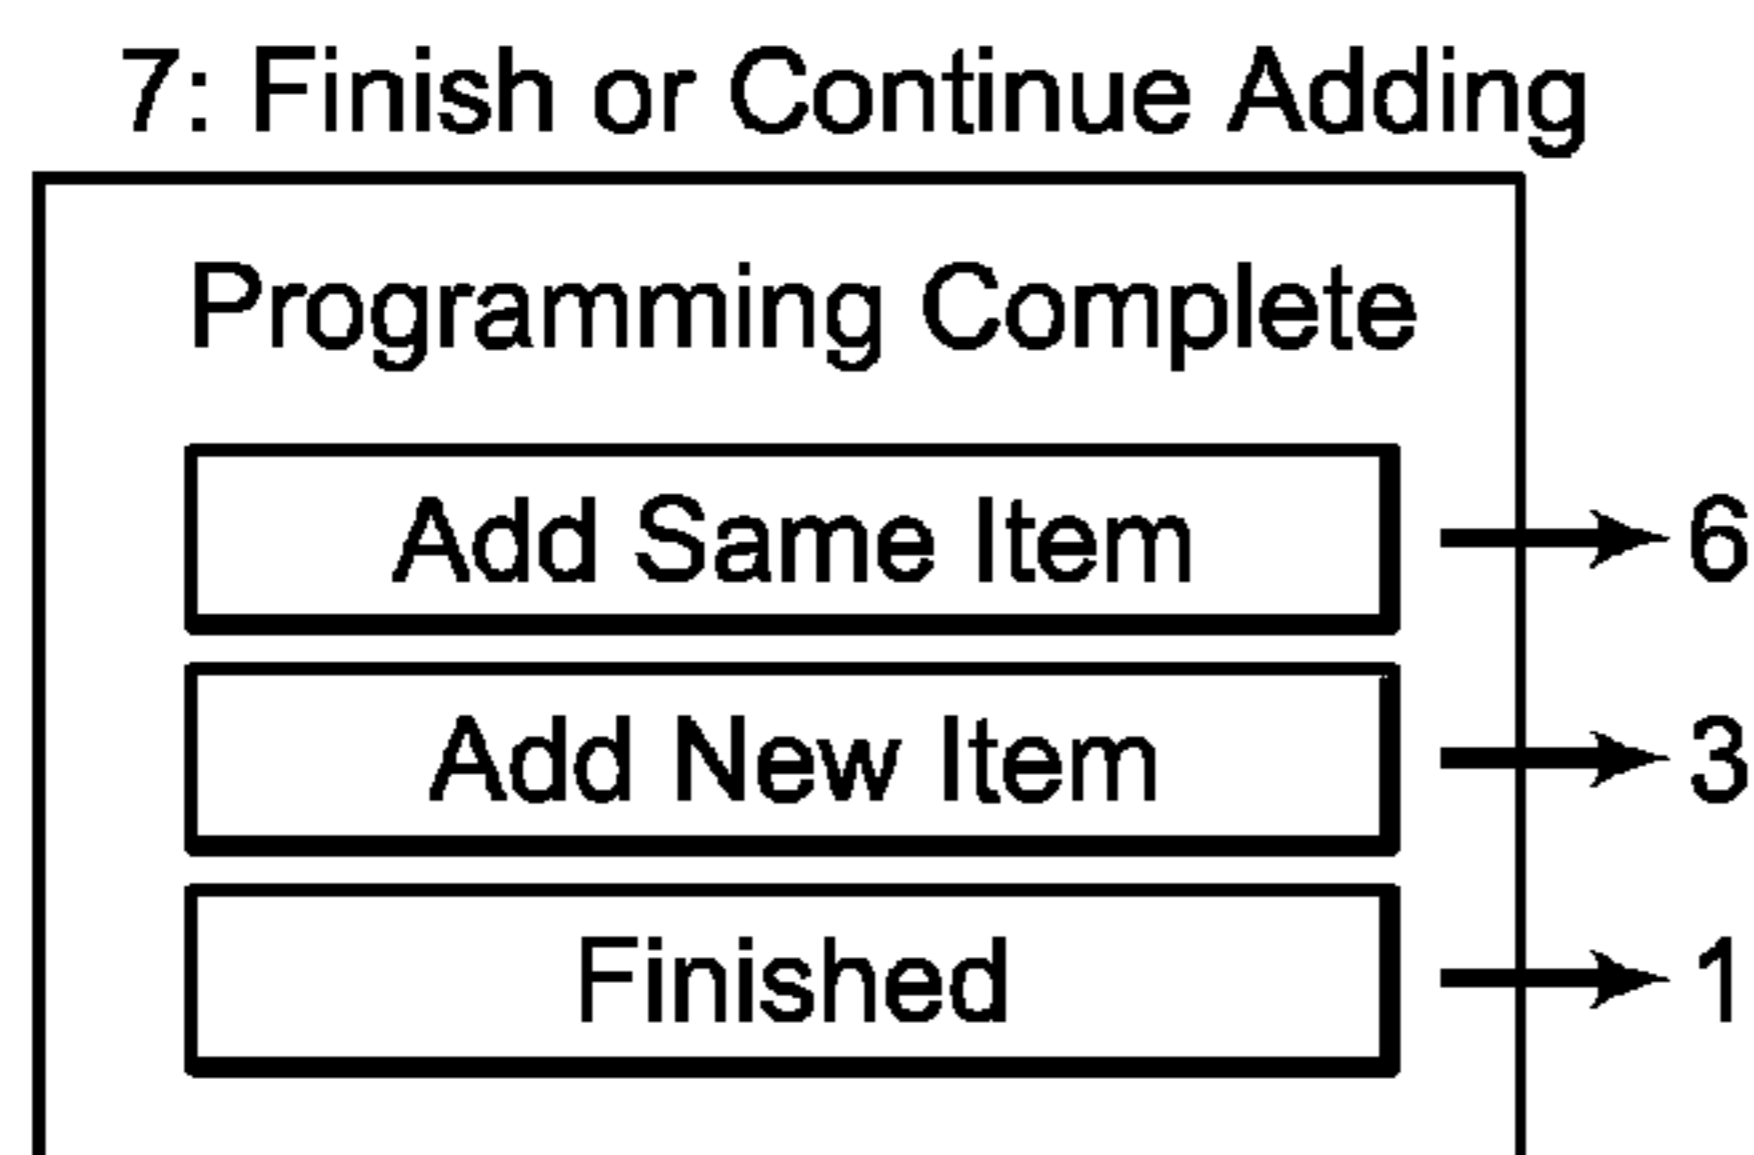 7: Finish or Continue Adding
Programming Complete
Add Same Item 6
Add New Item 3
Finished 1